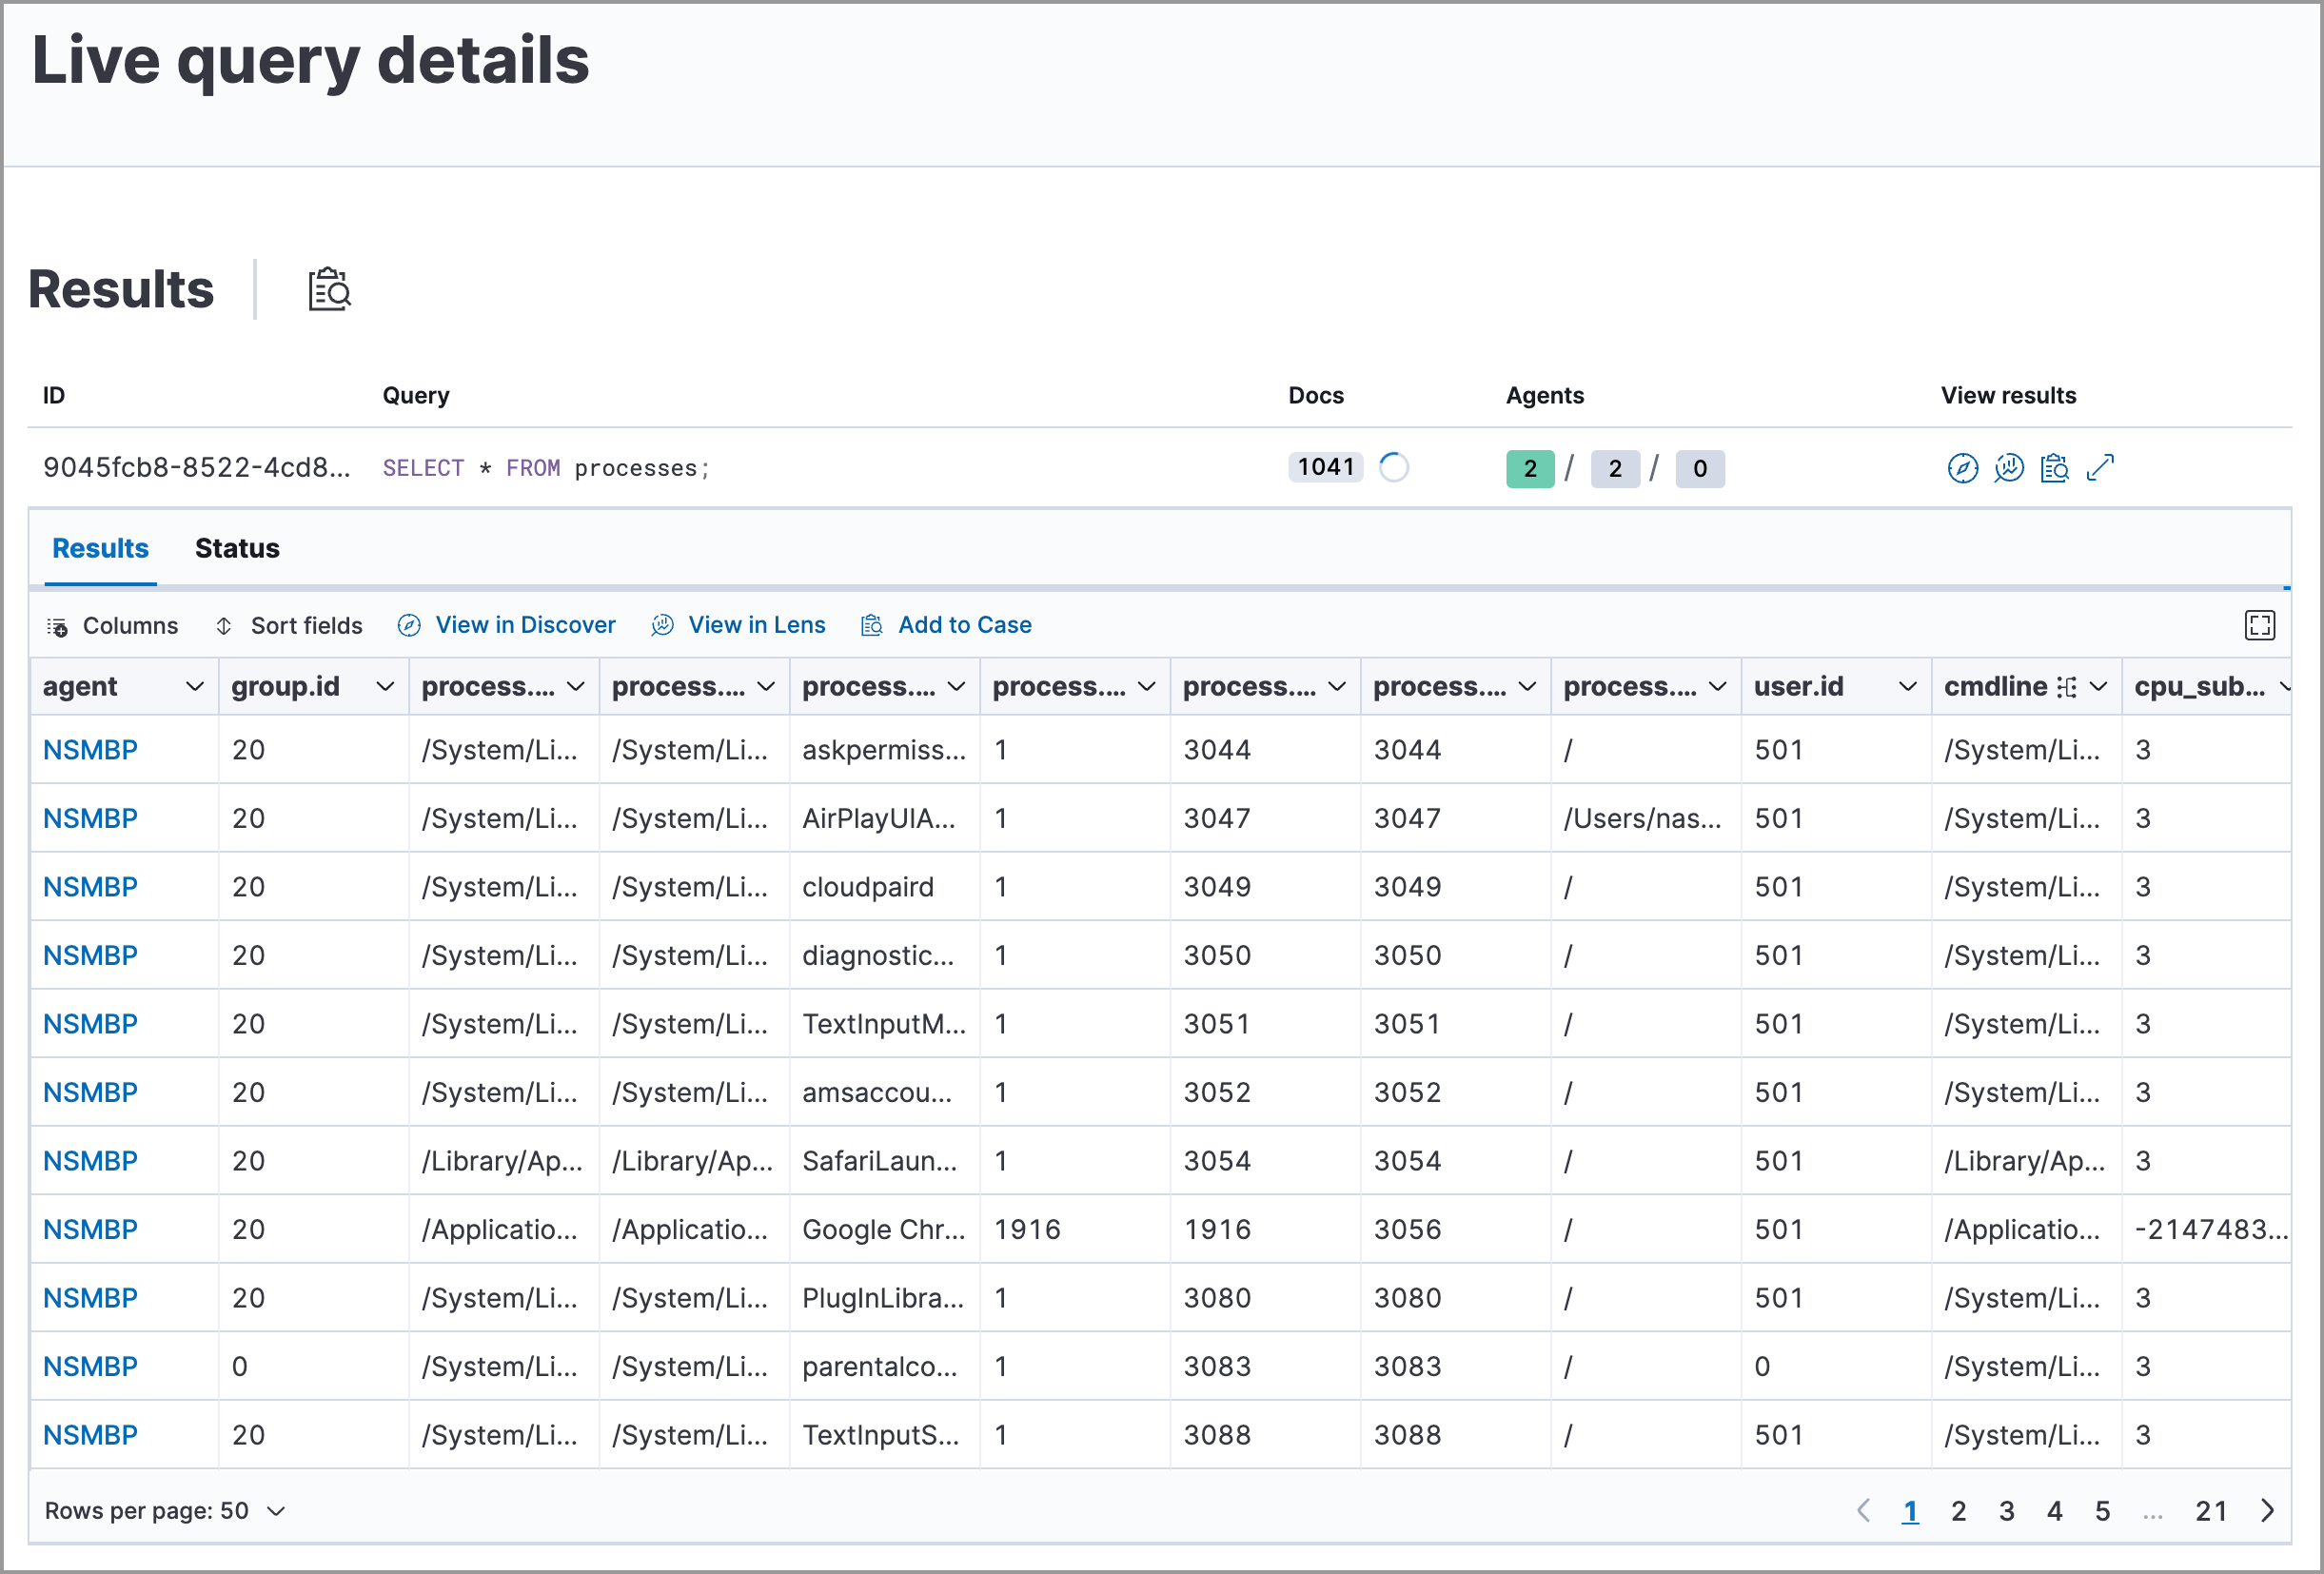 Live query details
Results
ID Query Docs Agents View results
9045fcb8-8522-4cd8... SELECT * FROM processes; 1041 2 / 2 / 0
Results Status
Columns Sort fields View in Discover View in Lens Add to Case
agent group.id process.... process.... process.... process.... process.... process.... process.... user.id cmdline cpu_sub...
NSMBP 20 /System/Li... /System/Li... askpermiss... 1 3044 3044 / 501 /System/Li... 3
NSMBP 20 /System/Li... /System/Li... AirPlayUIA... 1 3047 3047 /Users/nas... 501 /System/Li... 3
NSMBP 20 /System/Li... /System/Li... cloudpaird 1 3049 3049 / 501 /System/Li... 3
NSMBP 20 /System/Li... /System/Li... diagnostic... 1 3050 3050 / 501 /System/Li... 3
NSMBP 20 /System/Li... /System/Li... TextInputM... 1 3051 3051 / 501 /System/Li... 3
NSMBP 20 /System/Li... /System/Li... amsaccou... 1 3052 3052 / 501 /System/Li... 3
NSMBP 20 /Library/Ap... /Library/Ap... SafariLaun... 1 3054 3054 / 501 /Library/Ap... 3
NSMBP 20 /Applicatio... /Applicatio... Google Chr... 1916 1916 3056 / 501 /Applicatio... -2147483...
NSMBP 20 /System/Li... /System/Li... PlugInLibra... 1 3080 3080 / 501 /System/Li... 3
NSMBP 0 /System/Li... /System/Li... parentalco... 1 3083 3083 / 0 /System/Li... 3
NSMBP 20 /System/Li... /System/Li... TextInputS... 1 3088 3088 / 501 /System/Li... 3
Rows per page: 50 1 2 3 4 5 ... 21